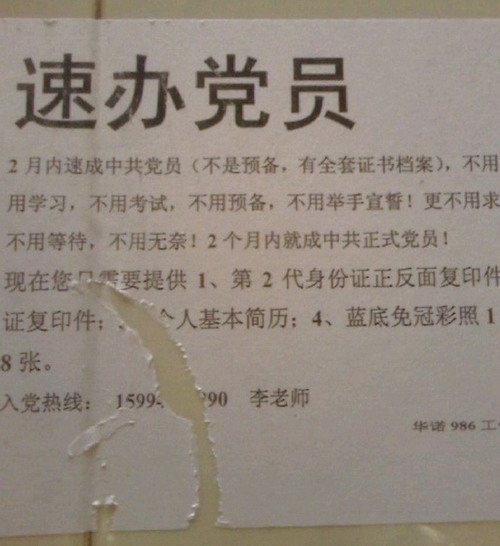 速办党员
2月内速成中共党员（不是预备，有全套证书档案），不用
用学习，不用考试，不用预备，不用举手宣誓！更不用求
不用等待，不用无奈！2个月内就成中共正式党员！
现在您只需要提供1、第2代身份证正反面复印件
证复印件；个人基本简历；4、蓝底免冠彩照1
8张。
入党热线： 1599 90 李老师
华诺986工